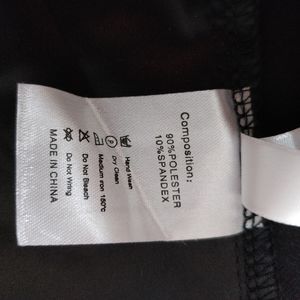 Composition:
90%POLESTER
10%SPANDEX
Hand Wash
Dry Clean
Medium iron 150°c
Do Not Bleach
Do Not Wring
MADE IN CHINA